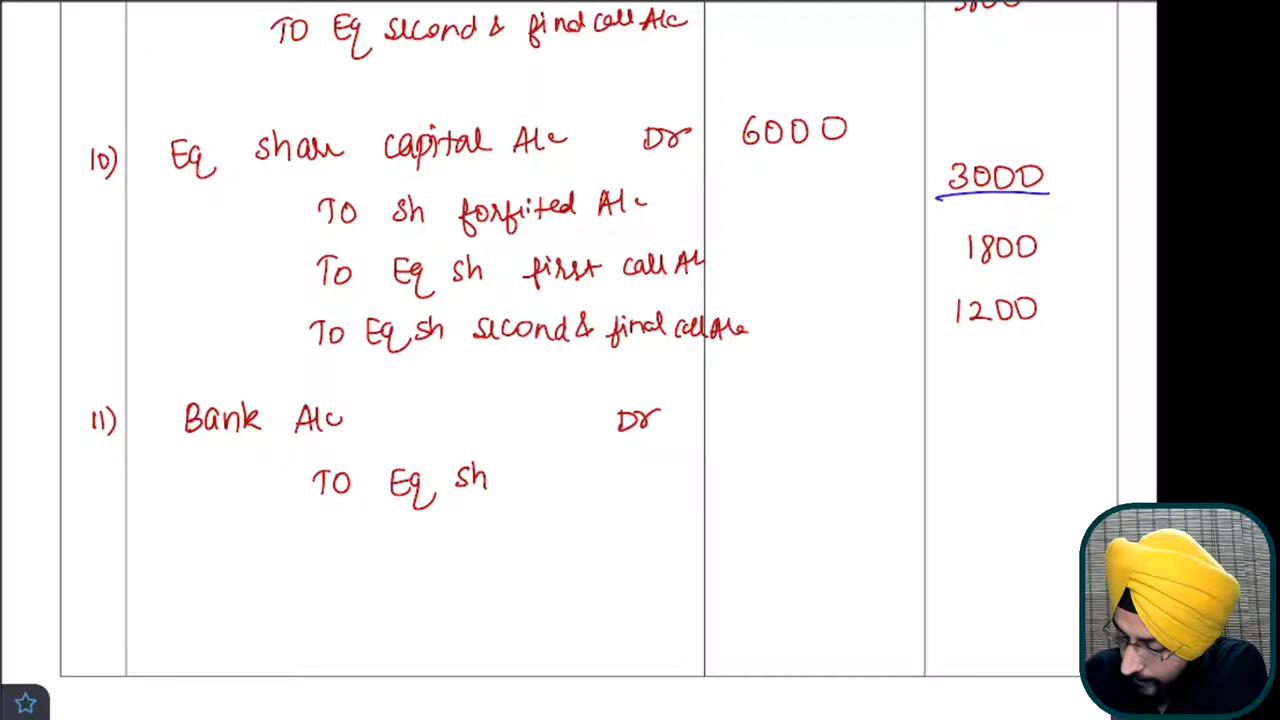 To Eq second & final call A/c
10) Eq share capital A/c Dr 6000
To sh forfited A/c 3000
To Eq sh first call A/c 1800
To Eq sh second & final call A/c 1200
11) Bank A/c Dr
To Eq sh